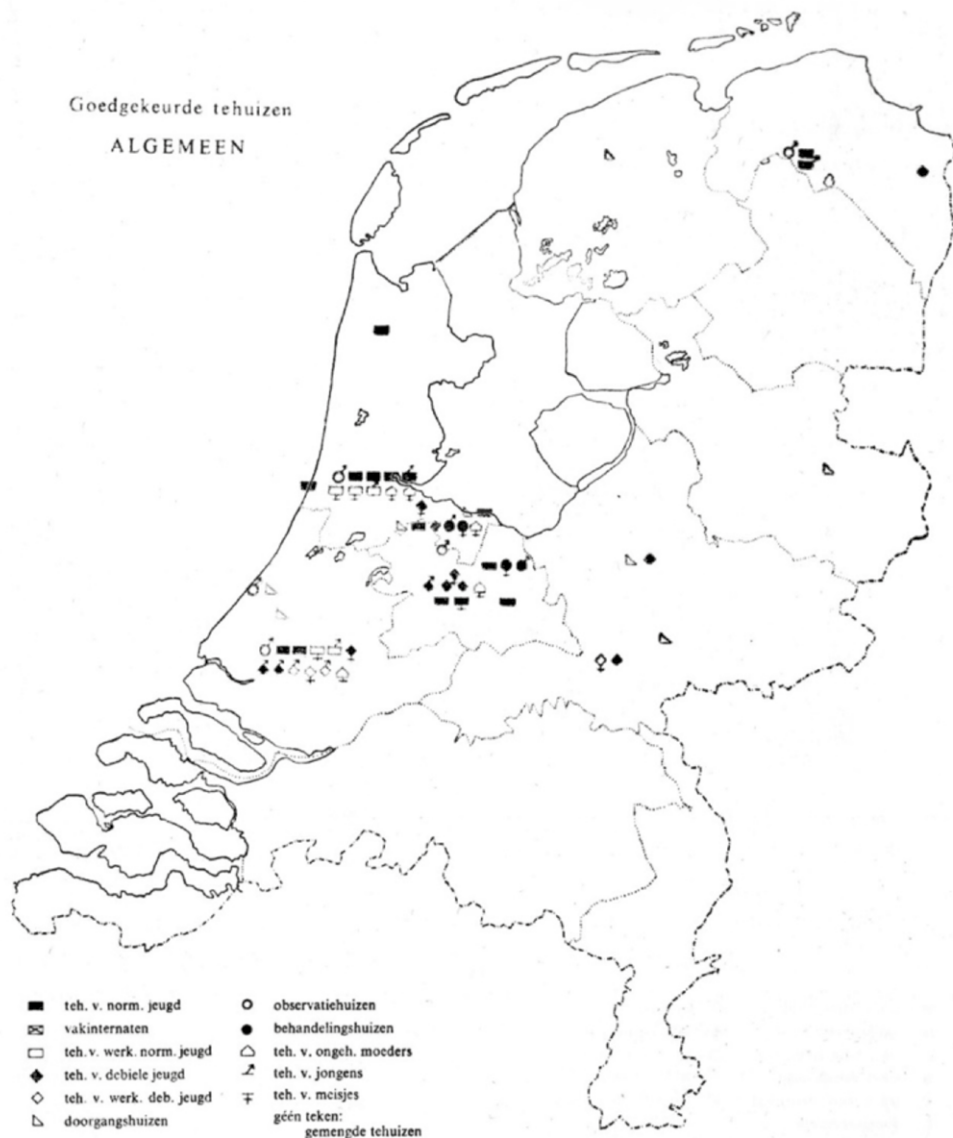 Goedgekeurde tehuizen
ALGEMEEN
teh. v. norm. jeugd
vakinternaten
teh. v. werk. norm. jeugd
teh. v. debiele jeugd
teh. v. werk. deb. jeugd
doorgangshuizen
observatiehuizen
behandelingshuizen
teh. v. ongeh. moeders
teh. v. jongens
teh. v. meisjes
géén teken:
gemengde tehuizen